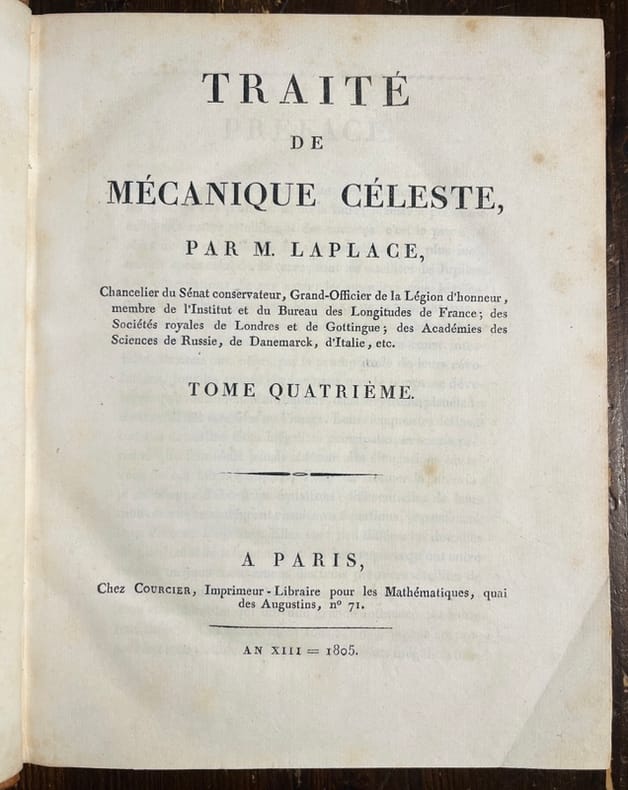 TRAITÉ
DE
MÉCANIQUE CÉLESTE,
PAR M. LAPLACE,
Chancelier du Sénat conservateur, Grand-Officier de la Légion d'honneur,
membre de l'Institut et du Bureau des Longitudes de France; des
Sociétés royales de Londres et de Gottingue; des Académies des
Sciences de Russie, de Danemarck, d'Italie, etc.
TOME QUATRIÈME.
A PARIS,
Chez COURCIER, Imprimeur-Libraire pour les Mathématiques, quai
des Augustins, nº 71.
AN XIII = 1805.